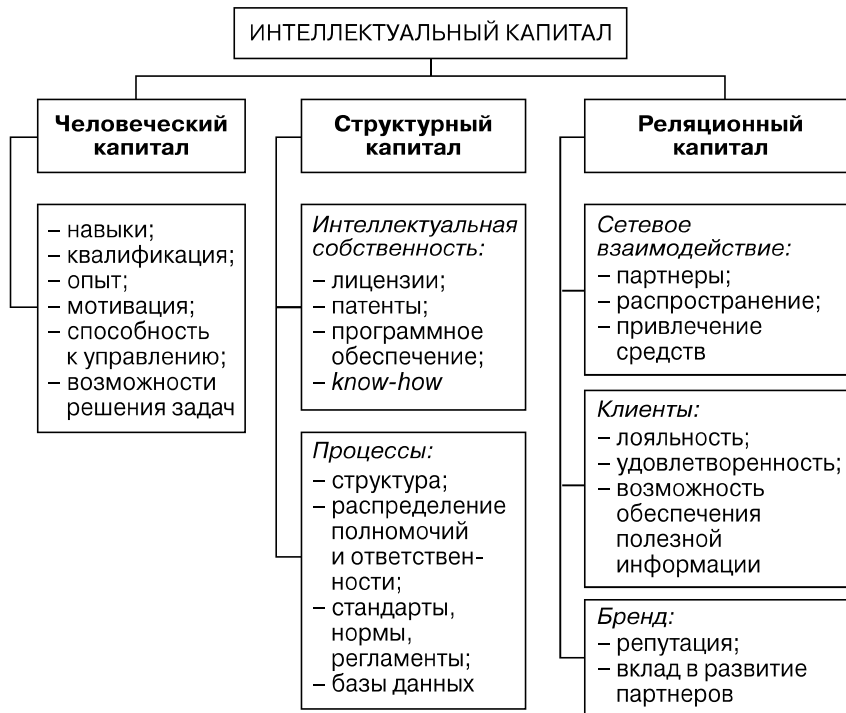 ИНТЕЛЛЕКТУАЛЬНЫЙ КАПИТАЛ
Человеческий
капитал
– навыки;
– квалификация;
– опыт;
– мотивация;
– способность
к управлению;
– возможности
решения задач
Структурный
капитал
Интеллектуальная
собственность:
– лицензии;
– патенты;
– программное
обеспечение;
– know-how
Процессы:
– структура;
– распределение
полномочий
и ответствен-
ности;
– стандарты,
нормы,
регламенты;
– базы данных
Реляционный
капитал
Сетевое
взаимодействие:
– партнеры;
– распространение;
– привлечение
средств
Клиенты:
– лояльность;
– удовлетворенность;
– возможность
обеспечения
полезной
информации
Бренд:
– репутация;
– вклад в развитие
партнеров